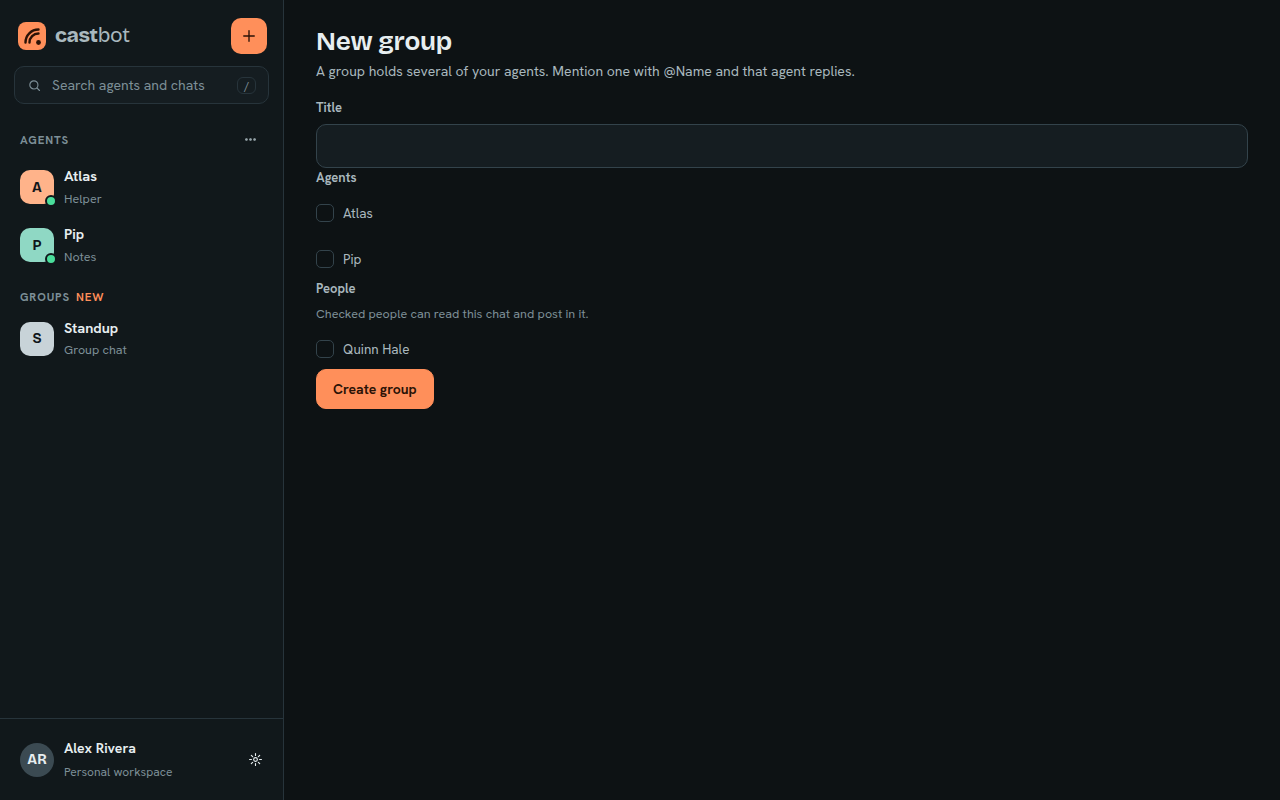 castbot
Search agents and chats /
AGENTS
A
Atlas
Helper
P
Pip
Notes
GROUPS NEW
S
Standup
Group chat
AR
Alex Rivera
Personal workspace
New group
A group holds several of your agents. Mention one with @Name and that agent replies.
Title
Agents
Atlas
Pip
People
Checked people can read this chat and post in it.
Quinn Hale
Create group